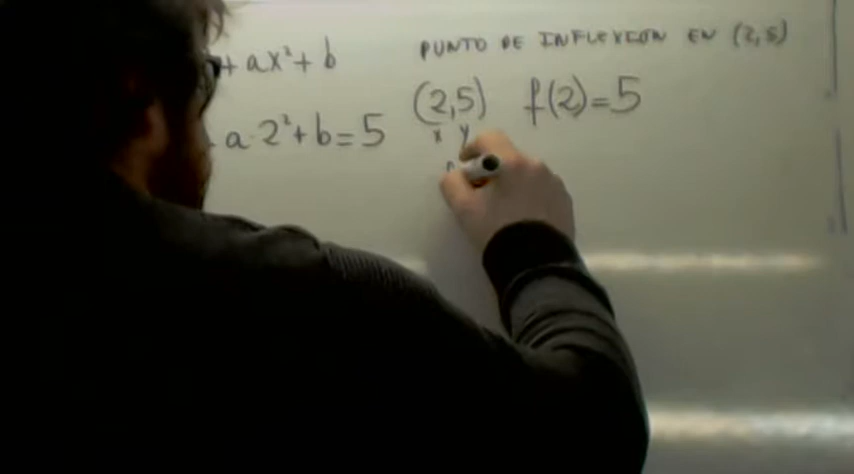 + ax²+ b PUNTO DE INFLEXION EN (2,5)
a·2²+b=5 (2,5) f(2)=5
x y